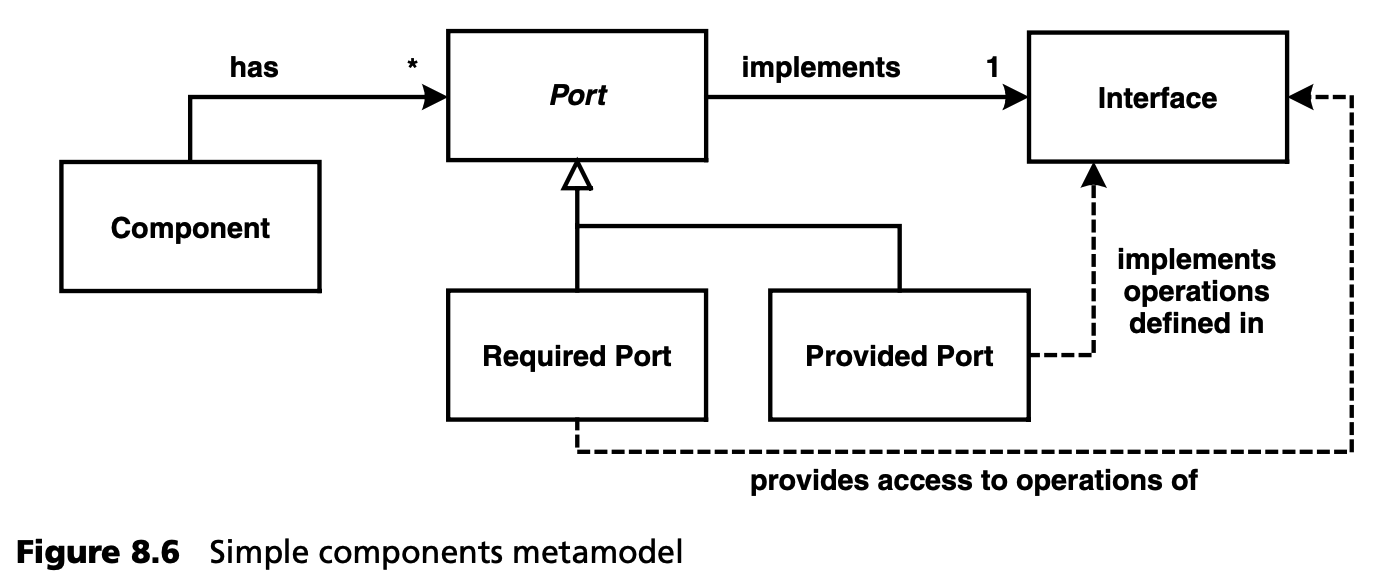 has
*
Port
implements
1
Interface
Component
implements
operations
defined in
Required Port
Provided Port
provides access to operations of
Figure 8.6 Simple components metamodel